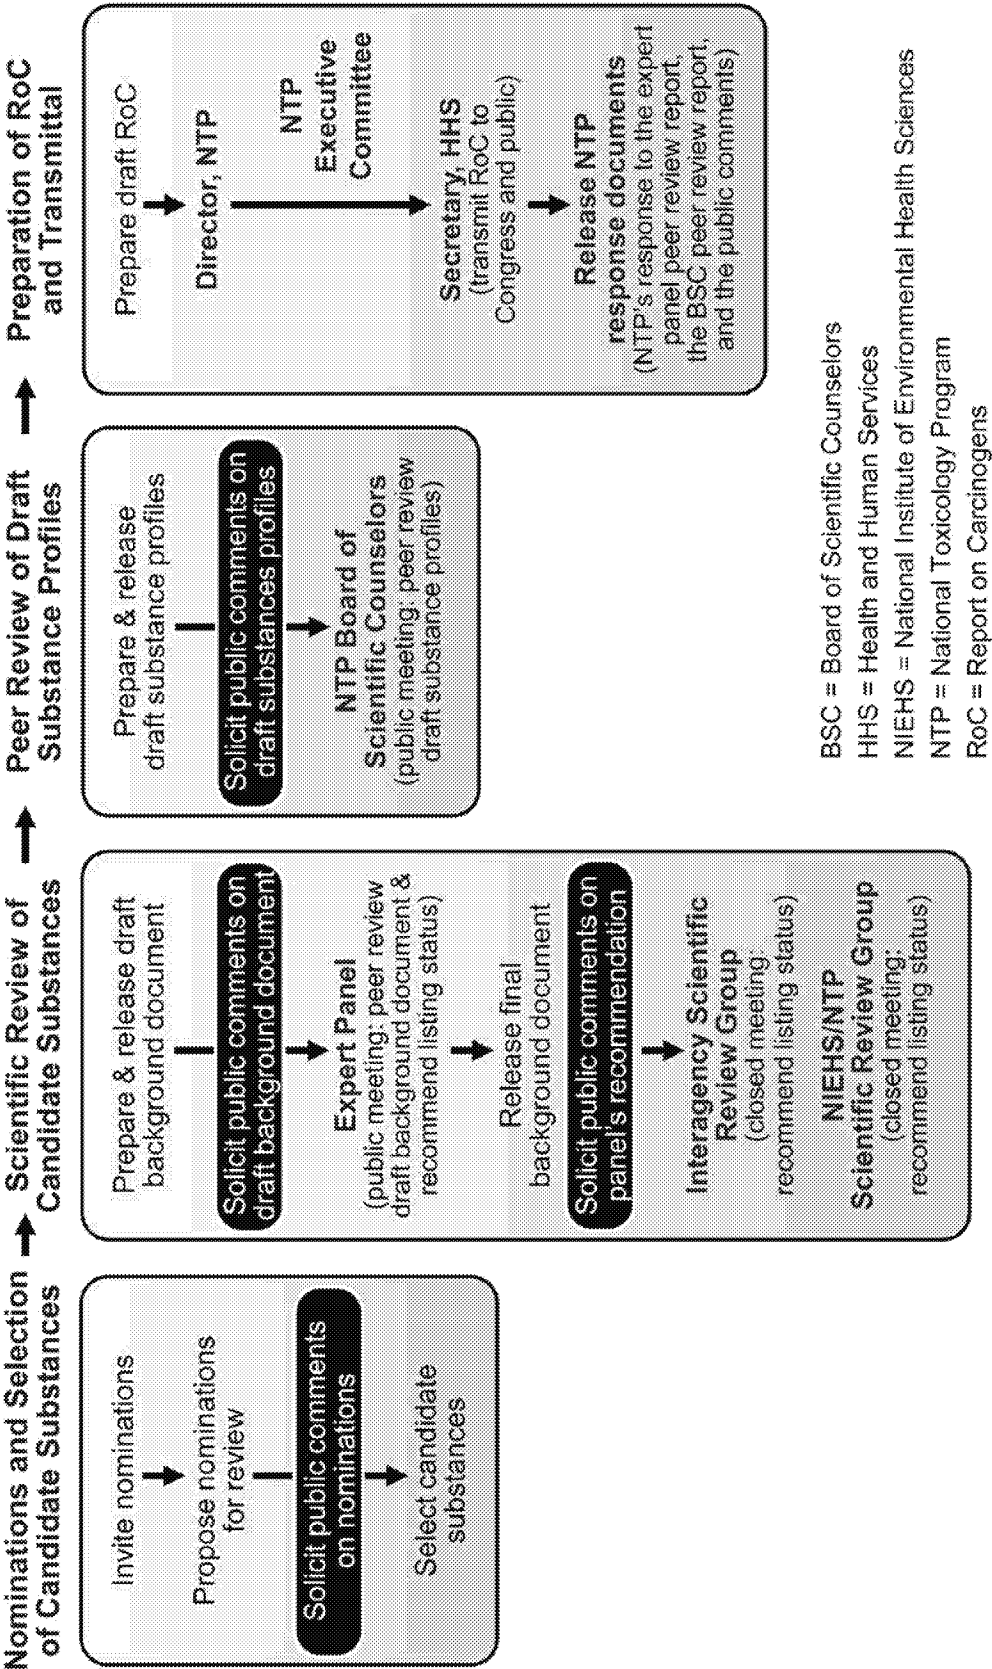 Nominations and Selection
of Candidate Substances
Invite nominations
Propose nominations
for review
Solicit public comments
on nominations
Select candidate
substances
Scientific Review of
Candidate Substances
Prepare & release draft
background document
Solicit public comments on
draft background document
Expert Panel
(public meeting: peer review
draft background document &
recommend listing status)
Release final
background document
Solicit public comments on
panel's recommendation
Interagency Scientific
Review Group
(closed meeting:
recommend listing status)
NIEHS/NTP
Scientific Review Group
(closed meeting:
recommend listing status)
Peer Review of Draft
Substance Profiles
Prepare & release
draft substance profiles
Solicit public comments on
draft substances profiles
NTP Board of
Scientific Counselors
(public meeting: peer review
draft substance profiles)
Preparation of RoC
and Transmittal
Prepare draft RoC
Director, NTP
NTP
Executive
Committee
Secretary, HHS
(transmit RoC to
Congress and public)
Release NTP
response documents
(NTP's response to the expert
panel peer review report,
the BSC peer review report,
and the public comments)
BSC = Board of Scientific Counselors
HHS = Health and Human Services
NIEHS = National Institute of Environmental Health Sciences
NTP = National Toxicology Program
RoC = Report on Carcinogens